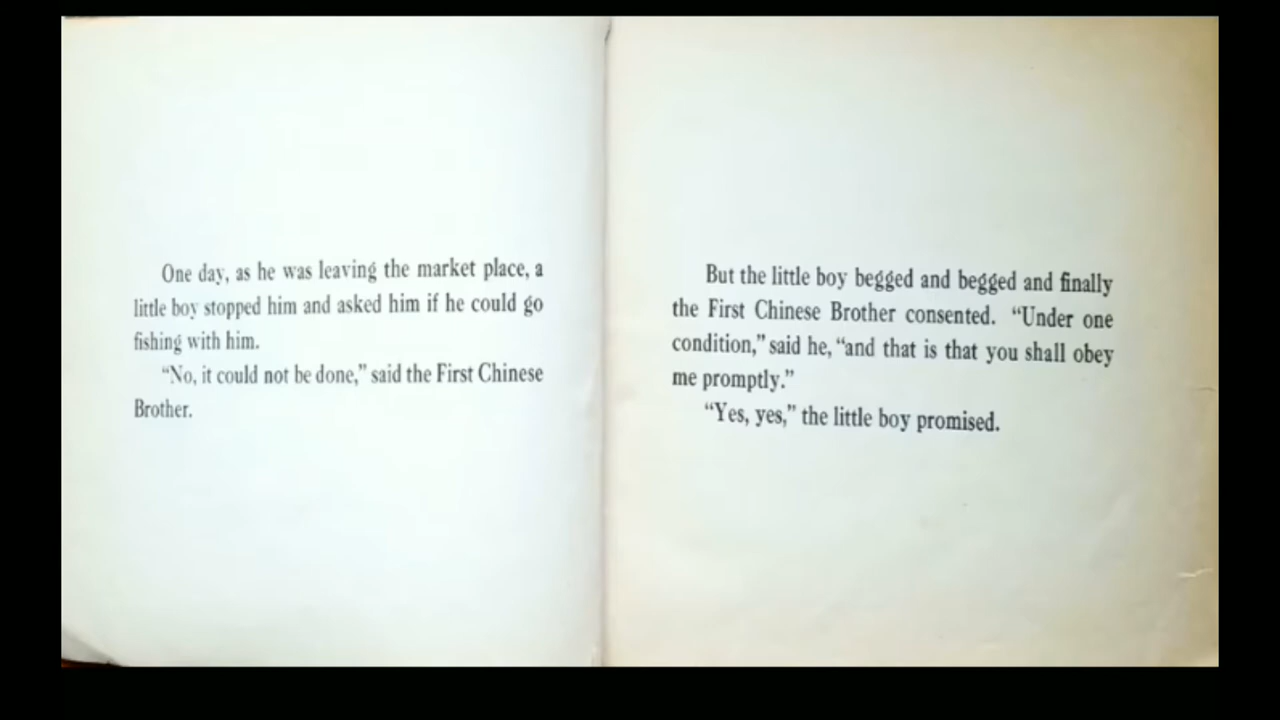 One day, as he was leaving the market place, a
little boy stopped him and asked him if he could go
fishing with him.
“No, it could not be done,” said the First Chinese
Brother.
But the little boy begged and begged and finally
the First Chinese Brother consented. “Under one
condition,” said he, “and that is that you shall obey
me promptly.”
“Yes, yes,” the little boy promised.